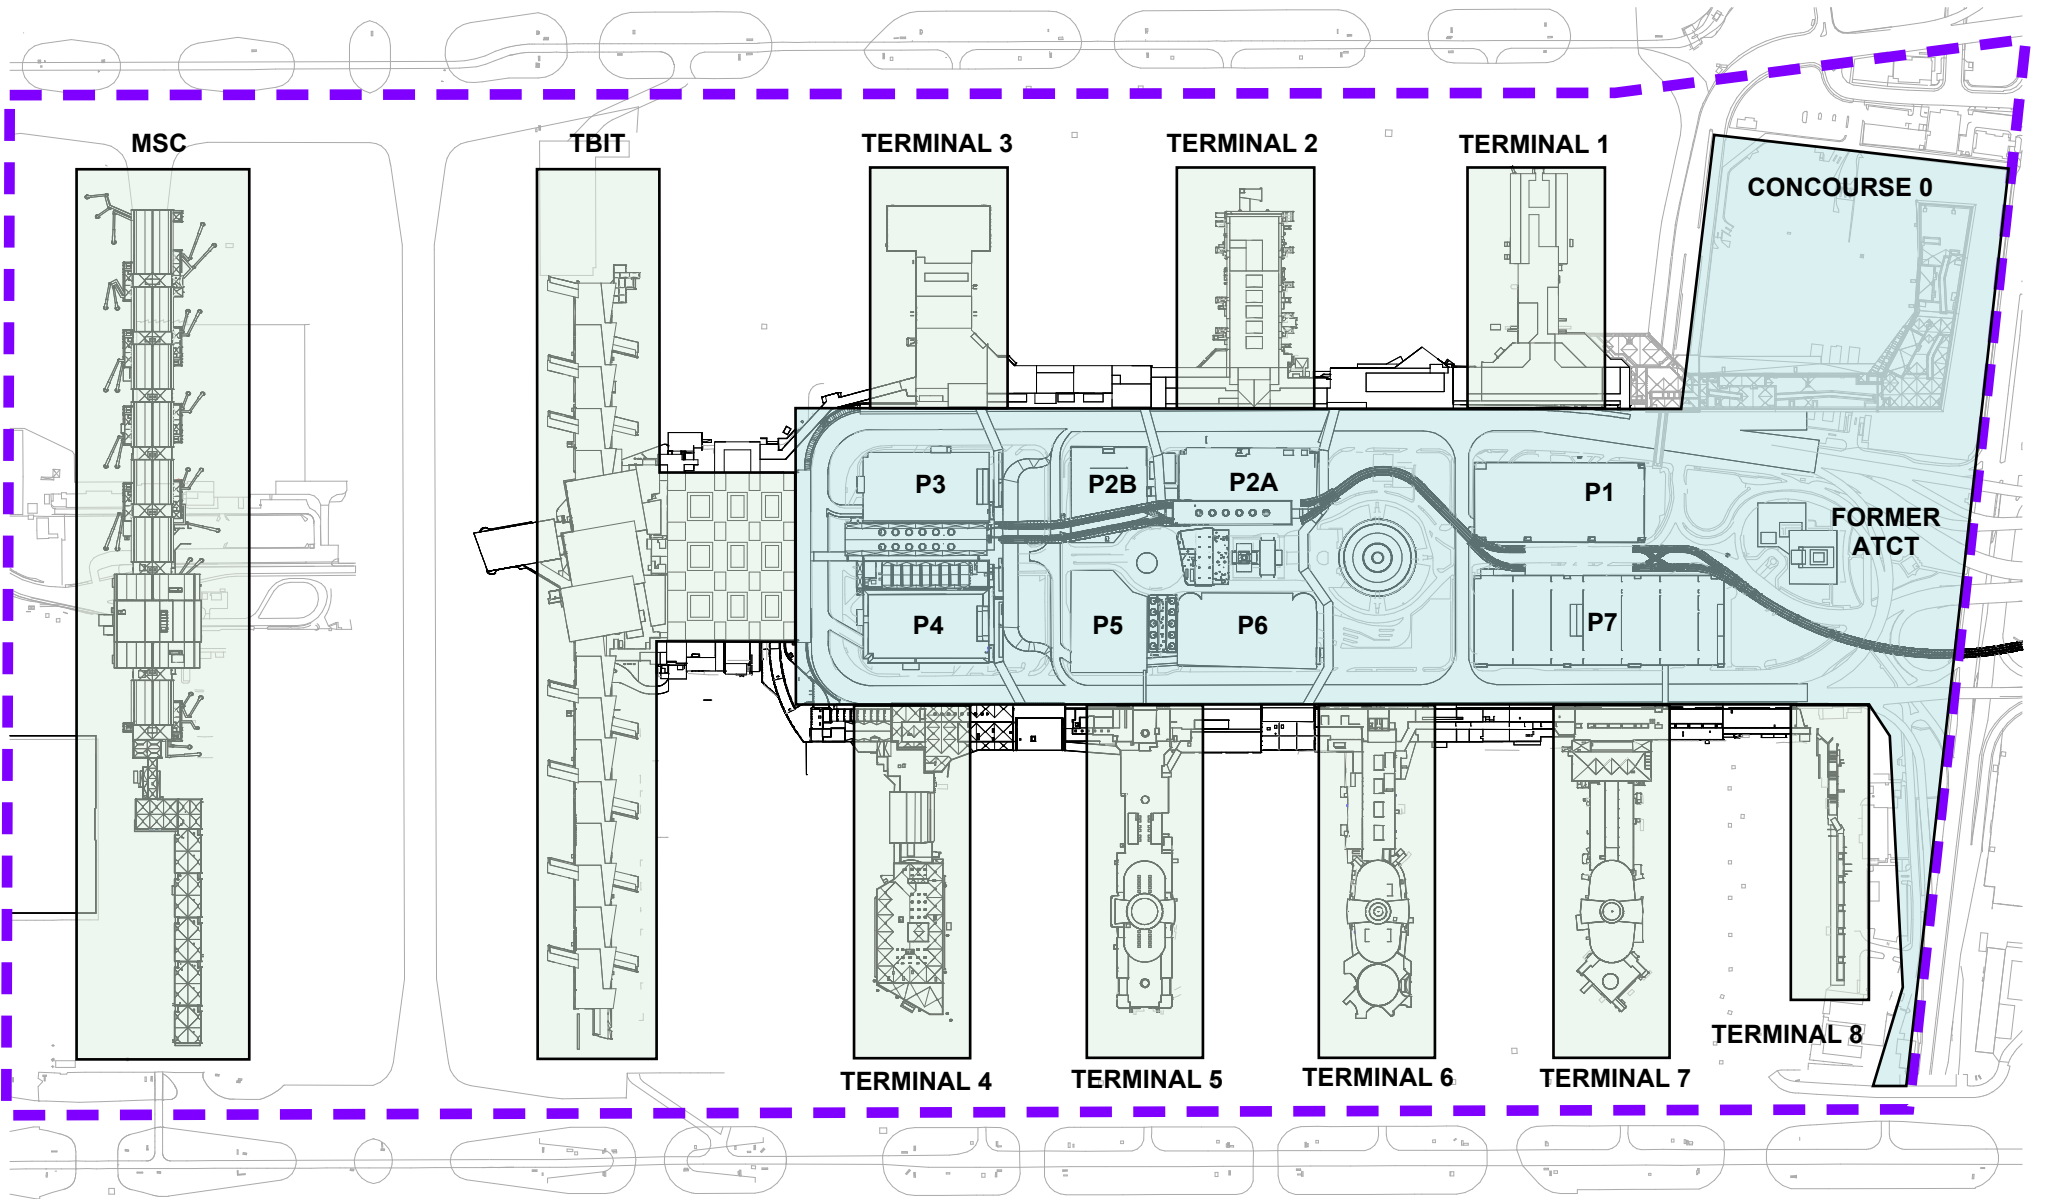 MSC
TBIT
TERMINAL 3
TERMINAL 2
TERMINAL 1
CONCOURSE 0
P3
P2B
P2A
P1
FORMER
ATCT
P4
P5
P6
P7
TERMINAL 8
TERMINAL 4
TERMINAL 5
TERMINAL 6
TERMINAL 7